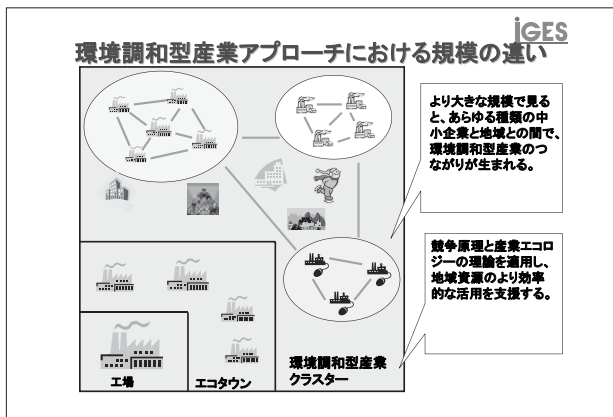 iGES
環境調和型産業アプローチにおける規模の違い
より大きな規模で見る
と、あらゆる種類の中
小企業と地域との間で、
環境調和型産業のつ
ながりが生まれる。
競争原理と産業エコロ
ジーの理論を適用し、
地域資源のより効率
的な活用を支援する。
工場
エコタウン
環境調和型産業
クラスター